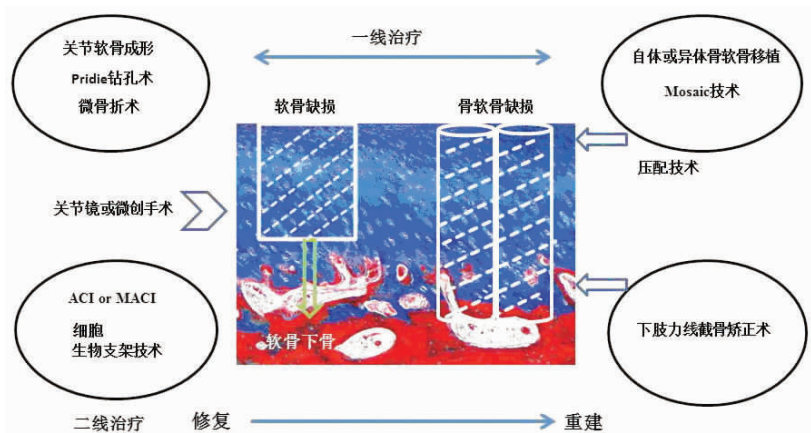 关节软骨成形
Pridie钻孔术
微骨折术
一线治疗
自体或异体骨软骨移植
Mosaic技术
软骨缺损
骨软骨缺损
压配技术
关节镜或微创手术
ACI or MACI
细胞
生物支架技术
软骨下骨
下肢力线截骨矫正术
二线治疗
修复
重建